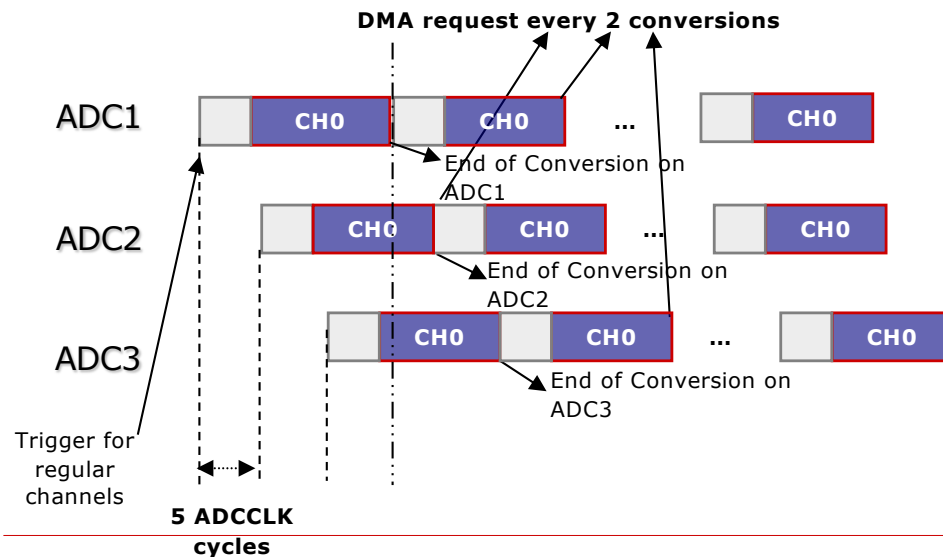 DMA request every 2 conversions
ADC1
CH0
CH0
...
CH0
End of Conversion on
ADC1
ADC2
CH0
CH0
...
CH0
End of Conversion on
ADC2
ADC3
CH0
CH0
...
CH0
End of Conversion on
ADC3
Trigger for
regular
channels
5 ADCCLK
cycles